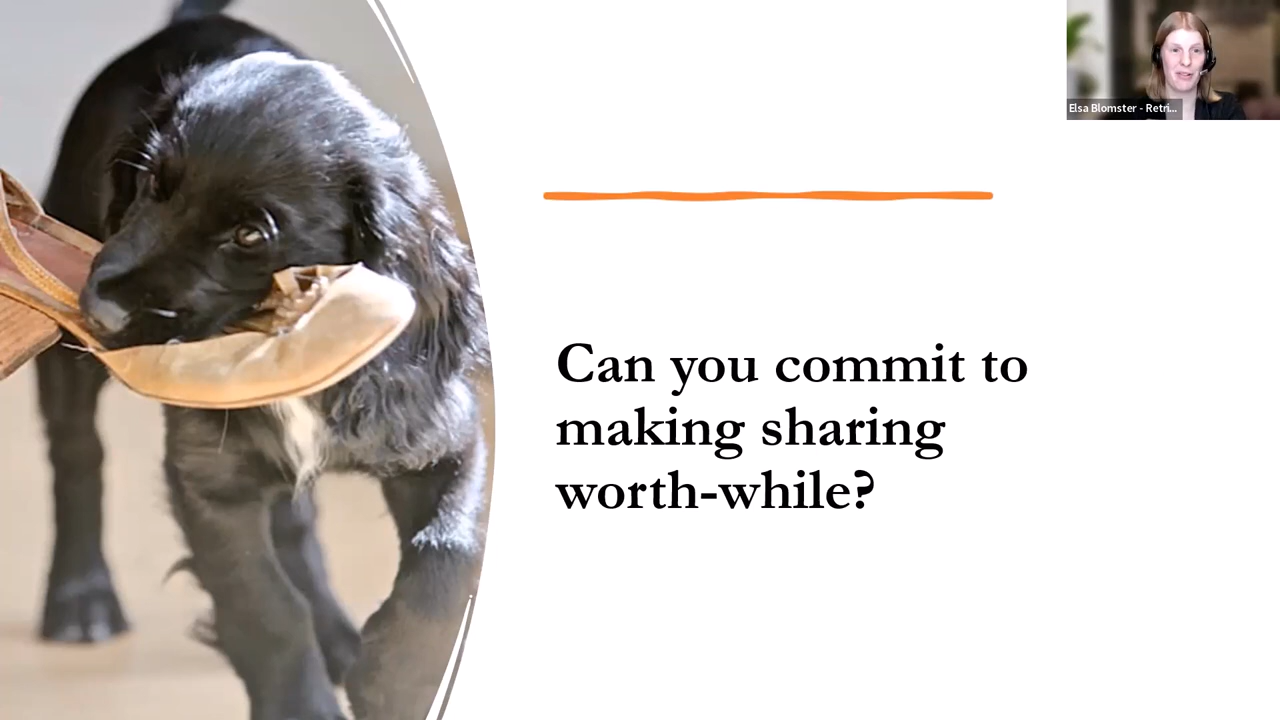 Elsa Blomster - Retri...
Can you commit to
making sharing
worth-while?